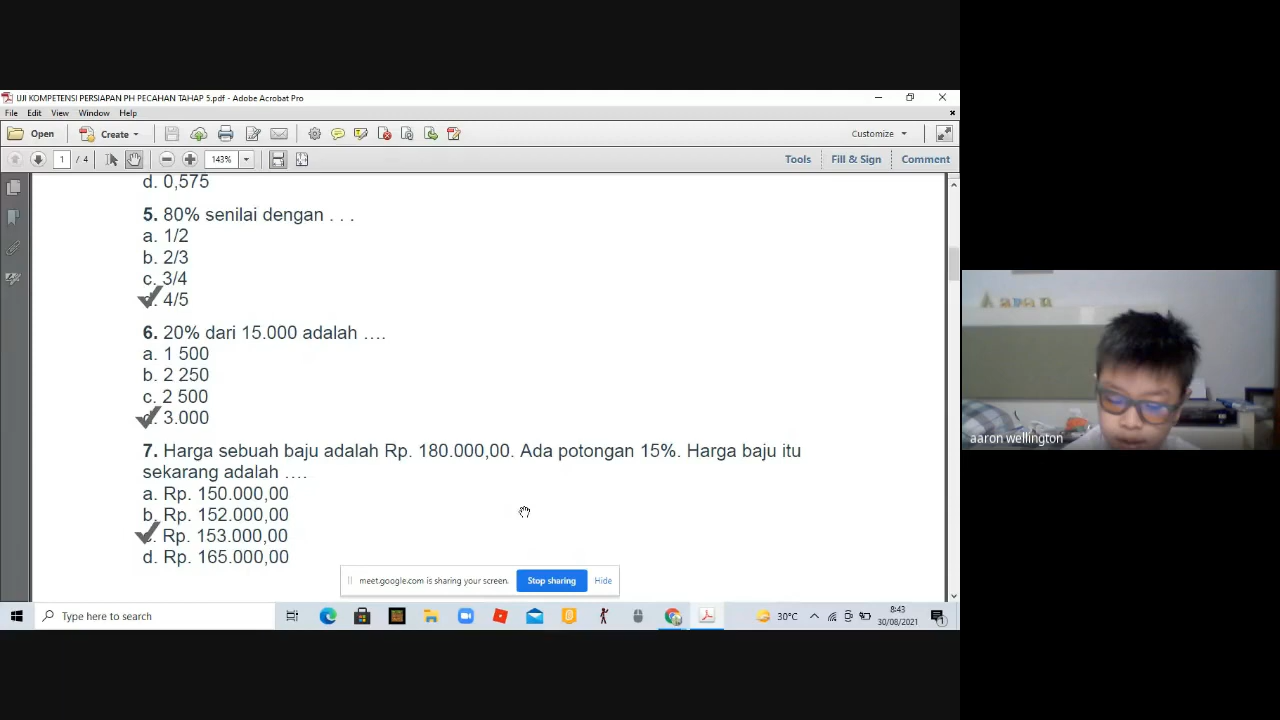 UJI KOMPETENSI PERSIAPAN PH PECAHAN TAHAP 5.pdf - Adobe Acrobat Pro
File Edit View Window Help
Open Create Customize
1 / 4 143% Tools Fill & Sign Comment
d. 0,575
5. 80% senilai dengan . . .
a. 1/2
b. 2/3
c. 3/4
4/5
6. 20% dari 15.000 adalah ....
a. 1 500
b. 2 250
c. 2 500
3.000
7. Harga sebuah baju adalah Rp. 180.000,00. Ada potongan 15%. Harga baju itu
sekarang adalah ....
a. Rp. 150.000,00
b. Rp. 152.000,00
Rp. 153.000,00
d. Rp. 165.000,00
meet.google.com is sharing your screen. Stop sharing Hide
Type here to search
30°C
8:43
30/08/2021
aaron wellington